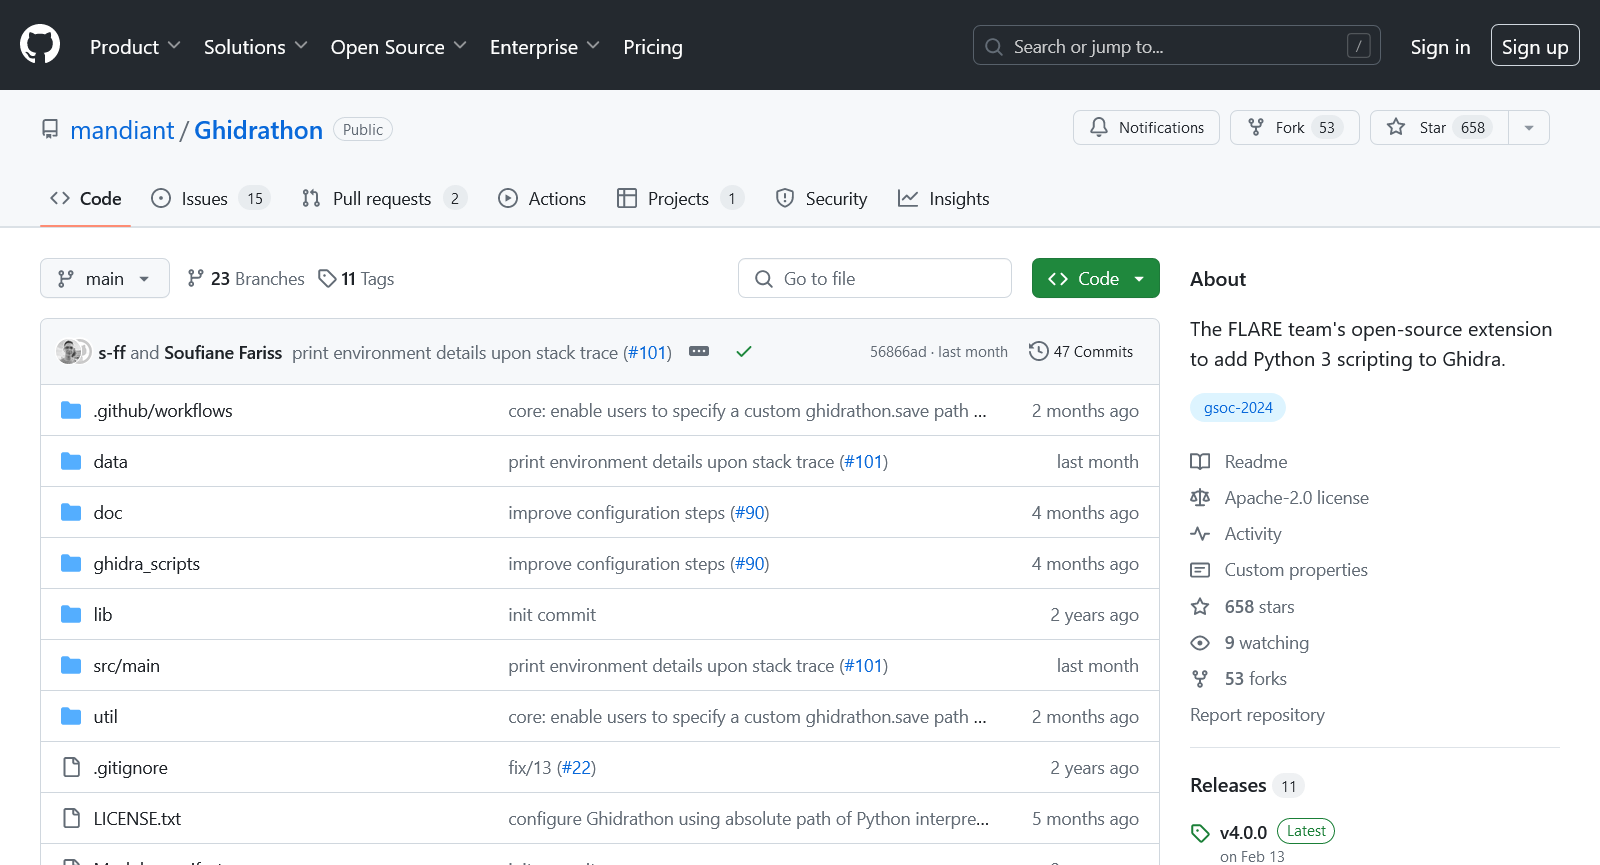 Product Solutions Open Source Enterprise Pricing Search or jump to... / Sign in Sign up
mandiant / Ghidrathon Public Notifications Fork 53 Star 658
Code Issues 15 Pull requests 2 Actions Projects 1 Security Insights
main 23 Branches 11 Tags Go to file Code
s-ff and Soufiane Fariss print environment details upon stack trace (#101) 56866ad · last month 47 Commits
.github/workflows core: enable users to specify a custom ghidrathon.save path ... 2 months ago
data print environment details upon stack trace (#101) last month
doc improve configuration steps (#90) 4 months ago
ghidra_scripts improve configuration steps (#90) 4 months ago
lib init commit 2 years ago
src/main print environment details upon stack trace (#101) last month
util core: enable users to specify a custom ghidrathon.save path ... 2 months ago
.gitignore fix/13 (#22) 2 years ago
LICENSE.txt configure Ghidrathon using absolute path of Python interpre... 5 months ago
About
The FLARE team's open-source extension
to add Python 3 scripting to Ghidra.
gsoc-2024
Readme
Apache-2.0 license
Activity
Custom properties
658 stars
9 watching
53 forks
Report repository
Releases 11
v4.0.0 Latest
on Feb 13